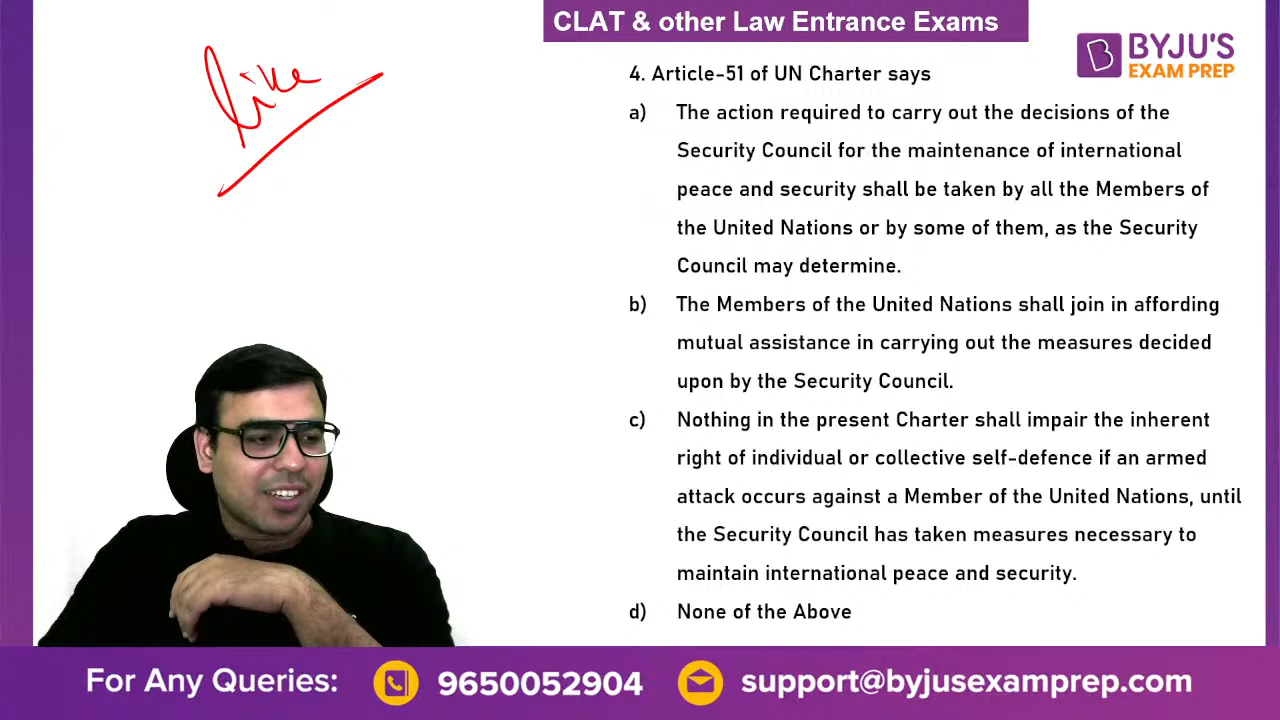 CLAT & other Law Entrance Exams
BYJU'S
EXAM PREP
like
4. Article-51 of UN Charter says
a) The action required to carry out the decisions of the
Security Council for the maintenance of international
peace and security shall be taken by all the Members of
the United Nations or by some of them, as the Security
Council may determine.
b) The Members of the United Nations shall join in affording
mutual assistance in carrying out the measures decided
upon by the Security Council.
c) Nothing in the present Charter shall impair the inherent
right of individual or collective self-defence if an armed
attack occurs against a Member of the United Nations, until
the Security Council has taken measures necessary to
maintain international peace and security.
d) None of the Above
For Any Queries: 9650052904 support@byjusexamprep.com